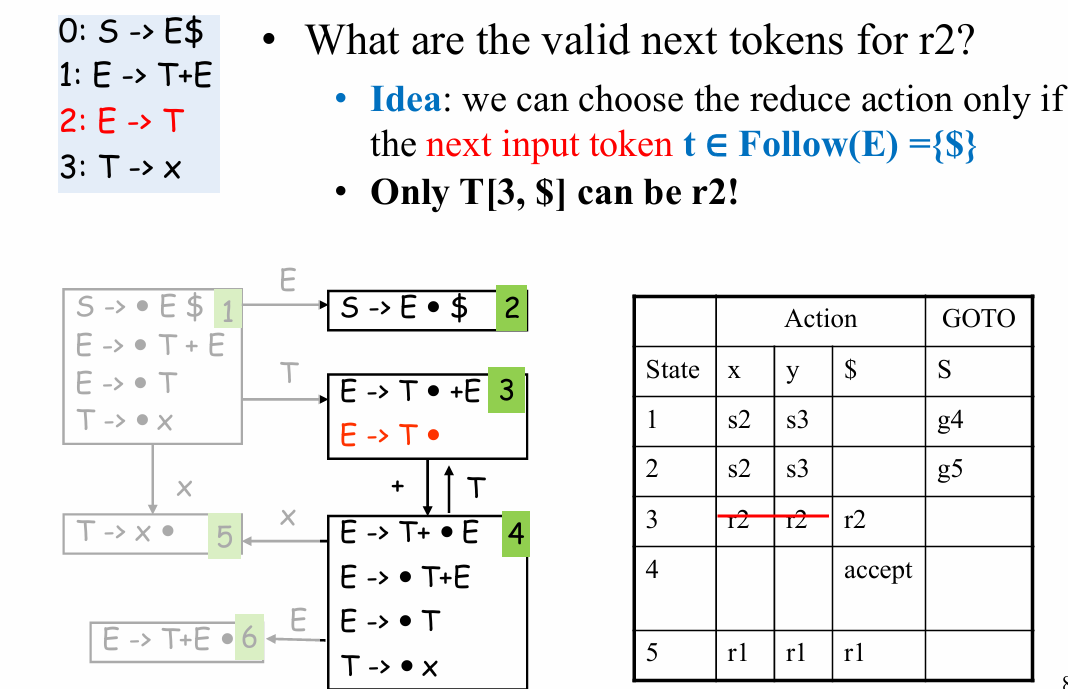 0: S -> E$
1: E -> T+E
2: E -> T
3: T -> x
• What are the valid next tokens for r2?
• Idea: we can choose the reduce action only if
the next input token t ∈ Follow(E) ={$}
• Only T[3, $] can be r2!
S -> • E $ 1
E -> • T + E
E -> • T
T -> • x
E
S -> E • $ 2
T
E -> T • +E 3
E -> T •
x
+ T
T -> x • 5
x
E -> T+ • E 4
E -> • T+E
E -> • T
T -> • x
E -> T+E • 6
E
Action GOTO
State x y $ S
1 s2 s3 g4
2 s2 s3 g5
3 r2 r2 r2
4 accept
5 r1 r1 r1